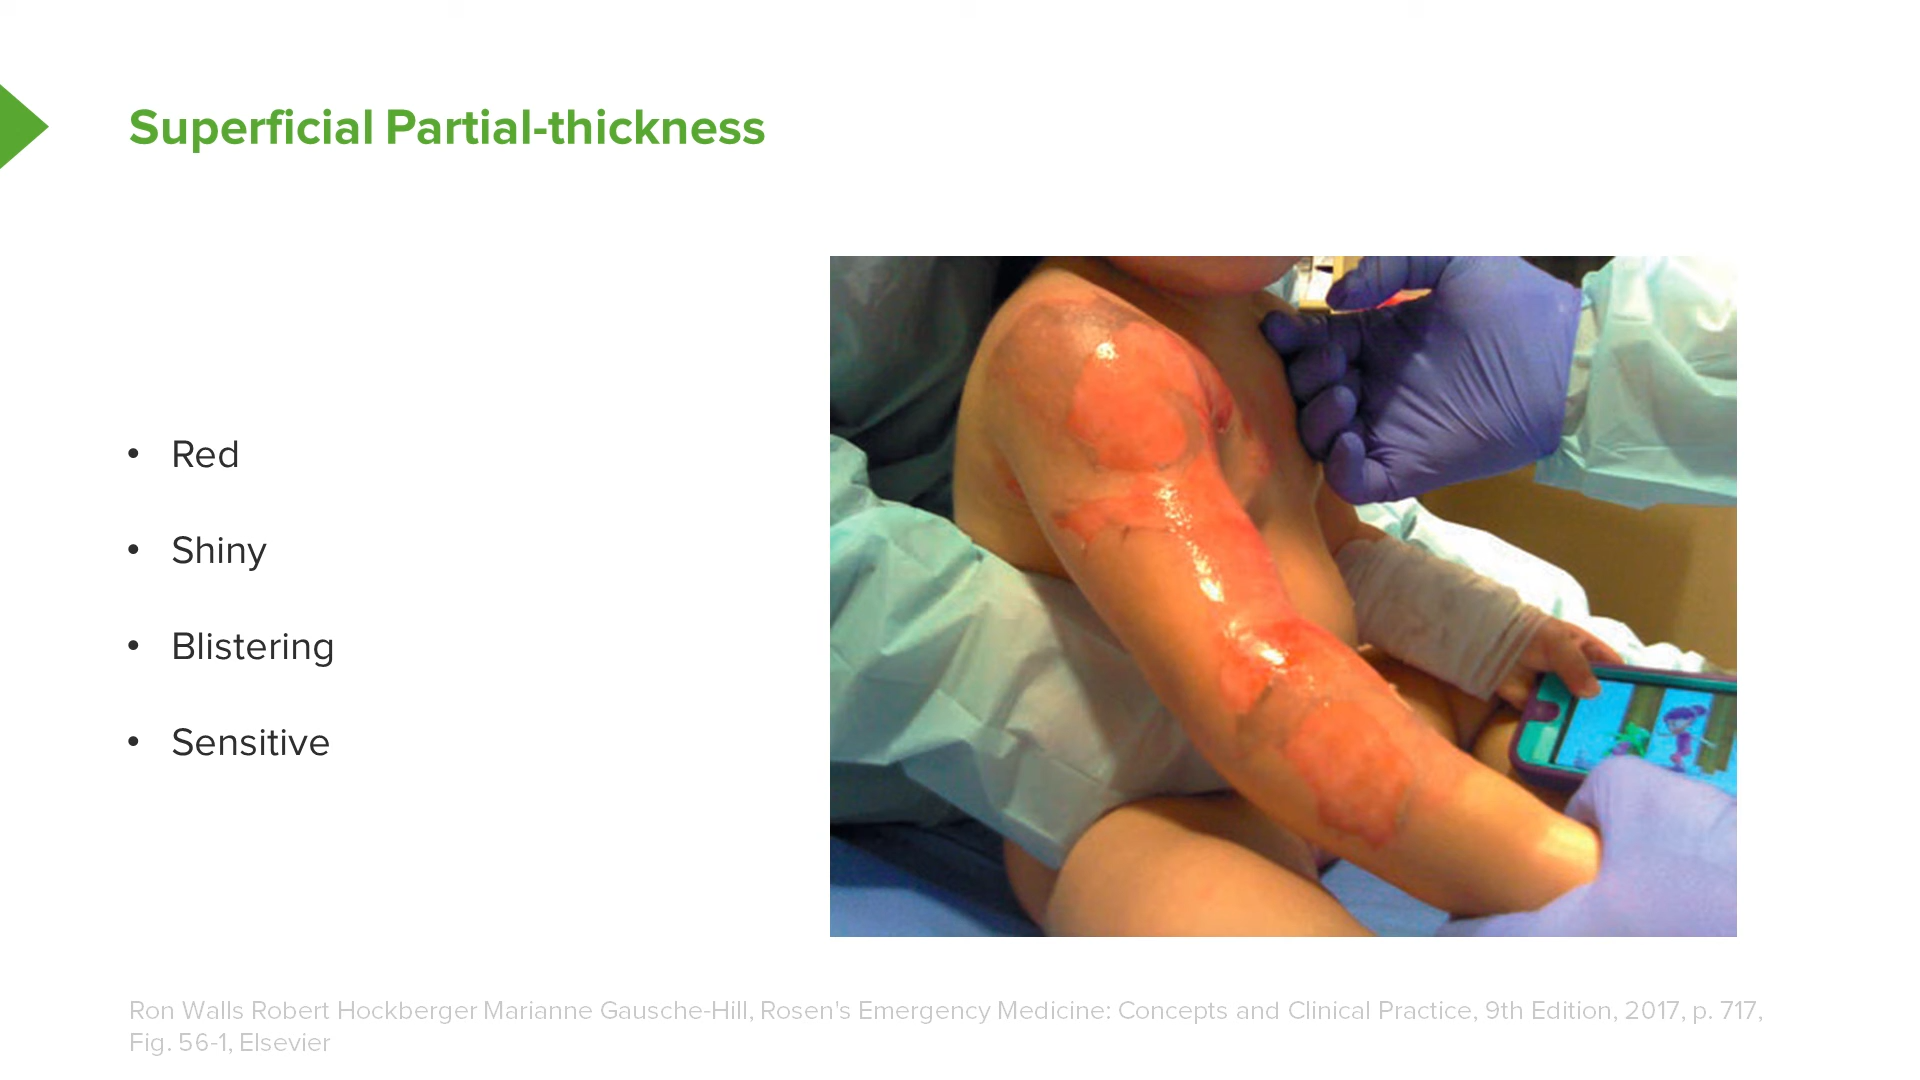 Superficial Partial-thickness
• Red
• Shiny
• Blistering
• Sensitive
Ron Walls Robert Hockberger Marianne Gausche-Hill, Rosen's Emergency Medicine: Concepts and Clinical Practice, 9th Edition, 2017, p. 717,
Fig. 56-1, Elsevier